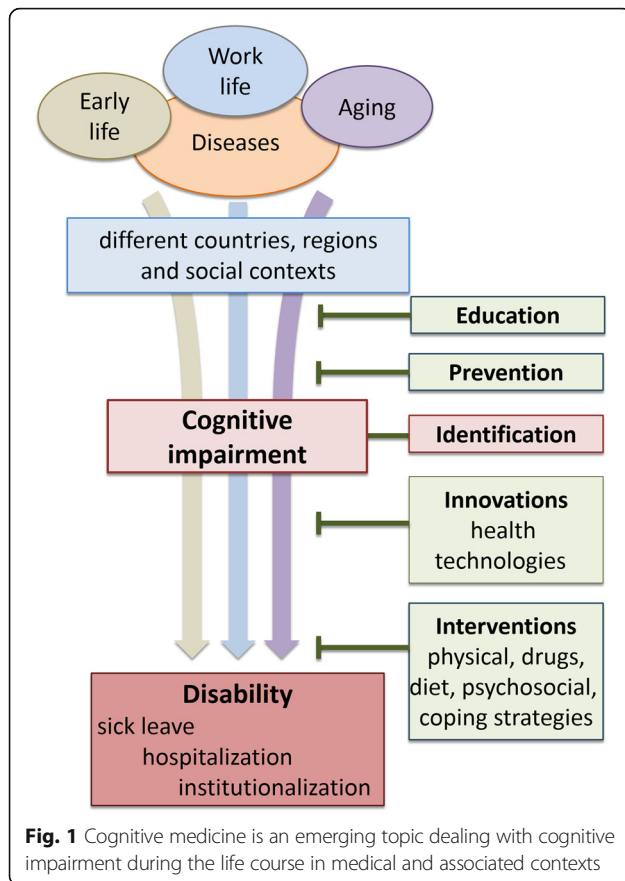 Work
life
Early
life
Aging
Diseases
different countries, regions
and social contexts
Education
Prevention
Cognitive
impairment
Identification
Innovations
health
technologies
Interventions
physical, drugs,
diet, psychosocial,
coping strategies
Disability
sick leave
hospitalization
institutionalization
Fig. 1 Cognitive medicine is an emerging topic dealing with cognitive
impairment during the life course in medical and associated contexts